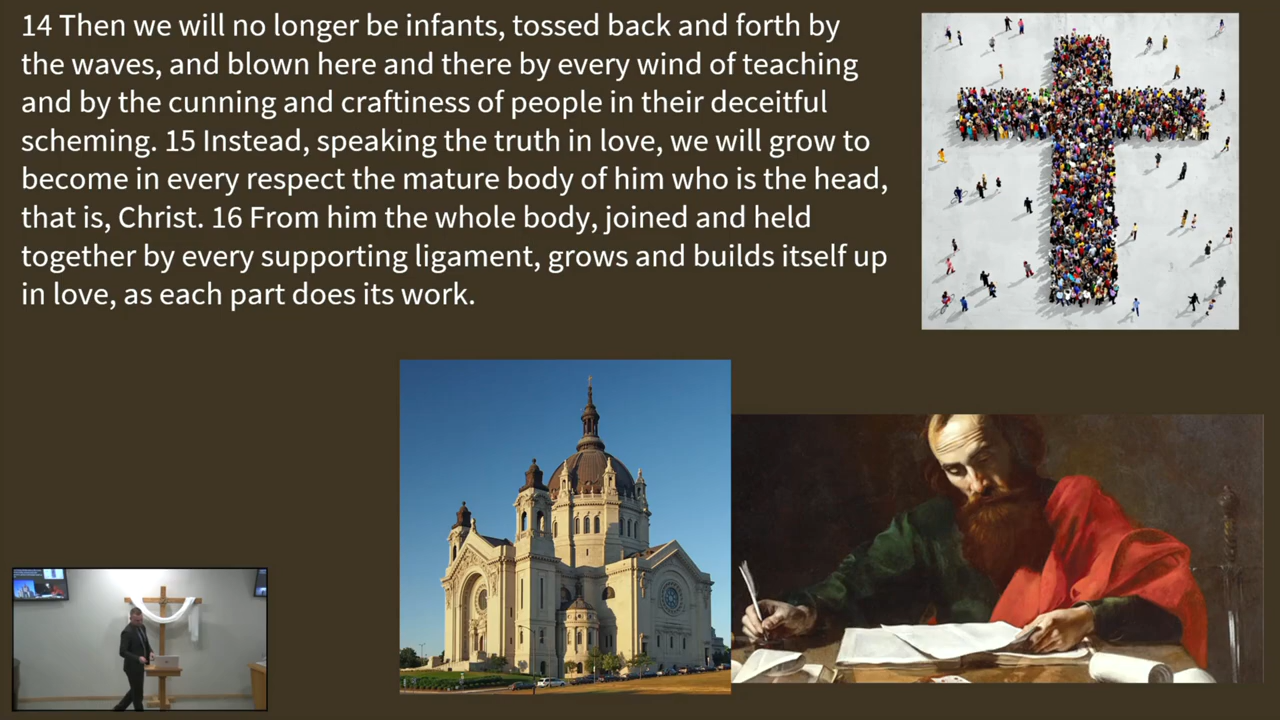 14 Then we will no longer be infants, tossed back and forth by
the waves, and blown here and there by every wind of teaching
and by the cunning and craftiness of people in their deceitful
scheming. 15 Instead, speaking the truth in love, we will grow to
become in every respect the mature body of him who is the head,
that is, Christ. 16 From him the whole body, joined and held
together by every supporting ligament, grows and builds itself up
in love, as each part does its work.